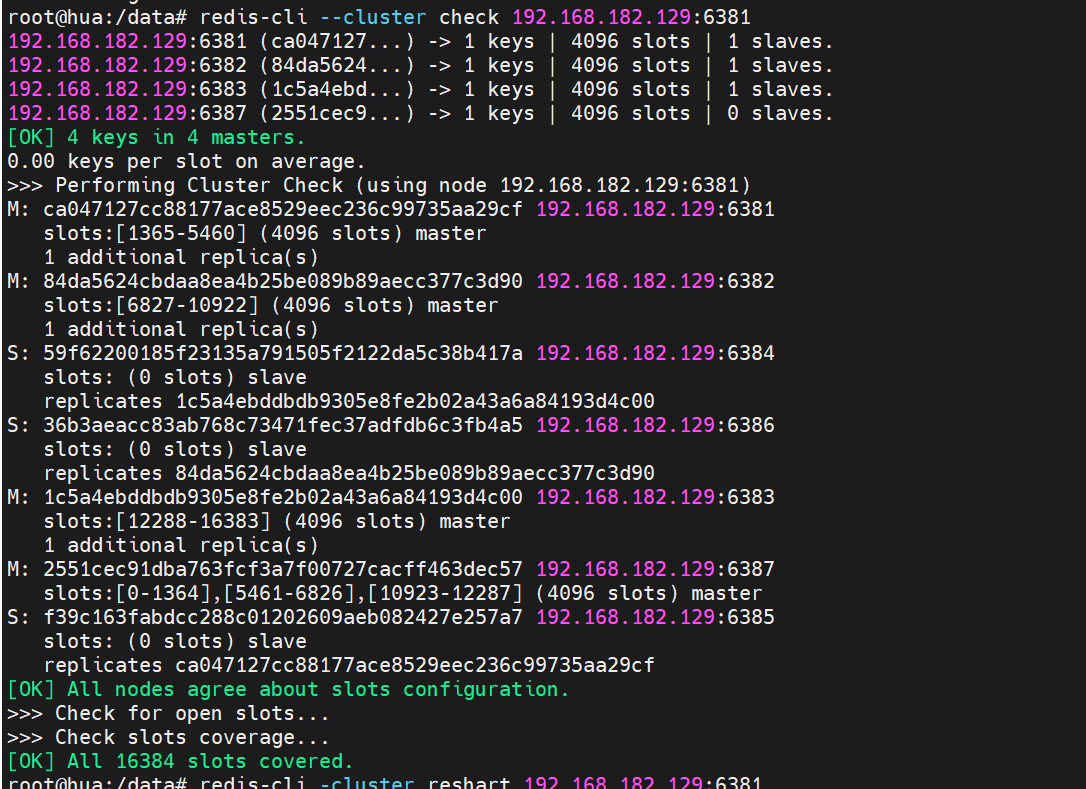 root@hua:/data# redis-cli --cluster check 192.168.182.129:6381
192.168.182.129:6381 (ca047127...) -> 1 keys | 4096 slots | 1 slaves.
192.168.182.129:6382 (84da5624...) -> 1 keys | 4096 slots | 1 slaves.
192.168.182.129:6383 (1c5a4ebd...) -> 1 keys | 4096 slots | 1 slaves.
192.168.182.129:6387 (2551cec9...) -> 1 keys | 4096 slots | 0 slaves.
[OK] 4 keys in 4 masters.
0.00 keys per slot on average.
>>> Performing Cluster Check (using node 192.168.182.129:6381)
M: ca047127cc88177ace8529eec236c99735aa29cf 192.168.182.129:6381
   slots:[1365-5460] (4096 slots) master
   1 additional replica(s)
M: 84da5624cbdaa8ea4b25be089b89aecc377c3d90 192.168.182.129:6382
   slots:[6827-10922] (4096 slots) master
   1 additional replica(s)
S: 59f62200185f23135a791505f2122da5c38b417a 192.168.182.129:6384
   slots: (0 slots) slave
   replicates 1c5a4ebddbdb9305e8fe2b02a43a6a84193d4c00
S: 36b3aeacc83ab768c73471fec37adfdb6c3fb4a5 192.168.182.129:6386
   slots: (0 slots) slave
   replicates 84da5624cbdaa8ea4b25be089b89aecc377c3d90
M: 1c5a4ebddbdb9305e8fe2b02a43a6a84193d4c00 192.168.182.129:6383
   slots:[12288-16383] (4096 slots) master
   1 additional replica(s)
M: 2551cec91dba763fcf3a7f00727cacff463dec57 192.168.182.129:6387
   slots:[0-1364],[5461-6826],[10923-12287] (4096 slots) master
S: f39c163fabdcc288c01202609aeb082427e257a7 192.168.182.129:6385
   slots: (0 slots) slave
   replicates ca047127cc88177ace8529eec236c99735aa29cf
[OK] All nodes agree about slots configuration.
>>> Check for open slots...
>>> Check slots coverage...
[OK] All 16384 slots covered.
root@hua:/data# redis-cli -cluster reshart 192.168.182.129:6381